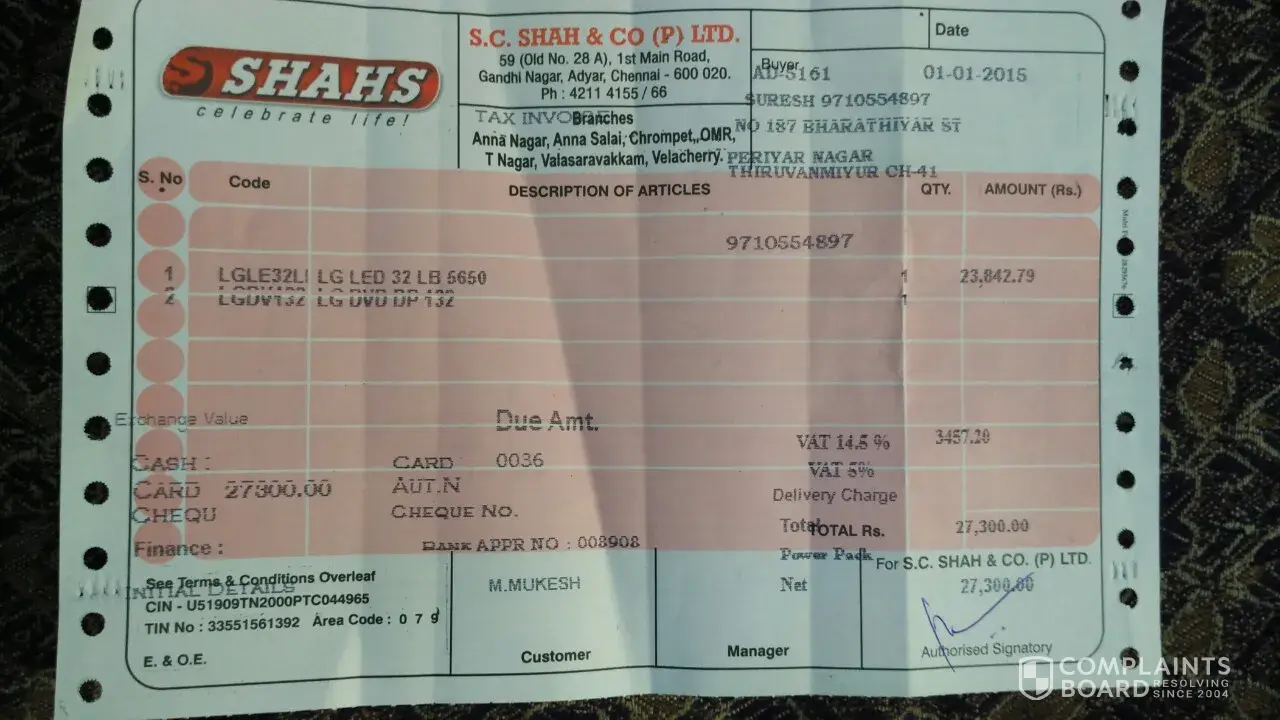 SHAHS
celebrate life!
S.C. SHAH & CO (P) LTD.
59 (Old No. 28 A), 1st Main Road,
Gandhi Nagar, Adyar, Chennai - 600 020.
Ph : 4211 4155 / 66
TAX INVOICE
Branches
Anna Nagar, Anna Salai, Chrompet, OMR,
T Nagar, Valasaravakkam, Velacherry.
Date
Buyer
AD-5161 01-01-2015
SURESH 9710554897
NO 187 BHARATHIYAR ST
PERIYAR NAGAR
THIRUVANMIYUR CH-41
S. No Code DESCRIPTION OF ARTICLES QTY. AMOUNT (Rs.)
9710554897
1 LGLE32LI LG LED 32 LB 5650 1 23,842.79
2 LGDV132 LG DVD DP 132 1
Exchange Value Due Amt.
VAT 14.5 % 3457.20
CASH : CARD 0036 VAT 5%
CARD 27300.00 AUT.N Delivery Charge
CHEQU CHEQUE NO.
Total TOTAL Rs. 27,300.00
Finance : BANK APPR NO : 008908
Power Pack For S.C. SHAH & CO. (P) LTD.
See Terms & Conditions Overleaf
INITIAL DETAILS
M.MUKESH Net 27,300.00
CIN - U51909TN2000PTC044965
TIN No : 33551561392 Area Code : 0 7 9
E. & O.E. Customer Manager Authorised Signatory
COMPLAINTS
BOARD RESOLVING
SINCE 2004